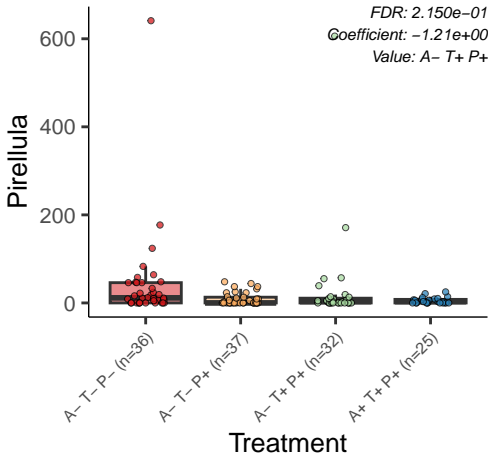 FDR: 2.150e−01
Coefficient: −1.21e+00
Value: A− T+ P+
600
400
200
0
Pirellula
A− T− P− (n=36)
A− T− P+ (n=37)
A− T+ P+ (n=32)
A+ T+ P+ (n=25)
Treatment